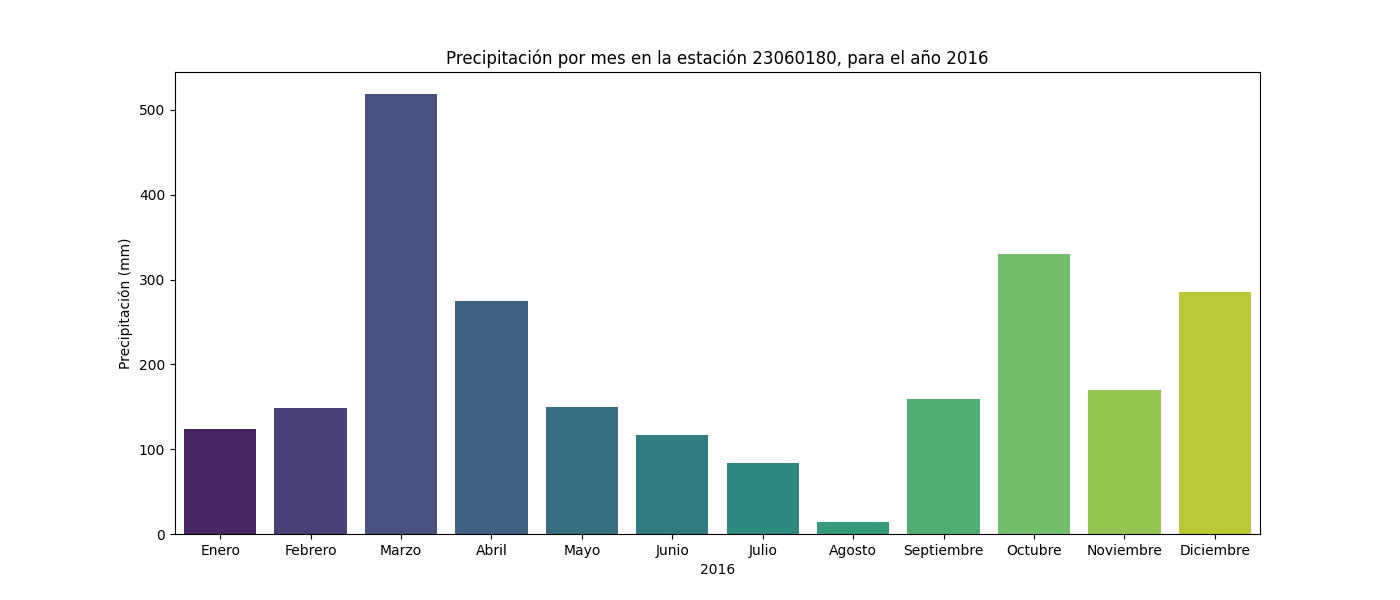 Precipitación por mes en la estación 23060180, para el año 2016
Precipitación (mm)
500
400
300
200
100
0
Enero Febrero Marzo Abril Mayo Junio Julio Agosto Septiembre Octubre Noviembre Diciembre
2016